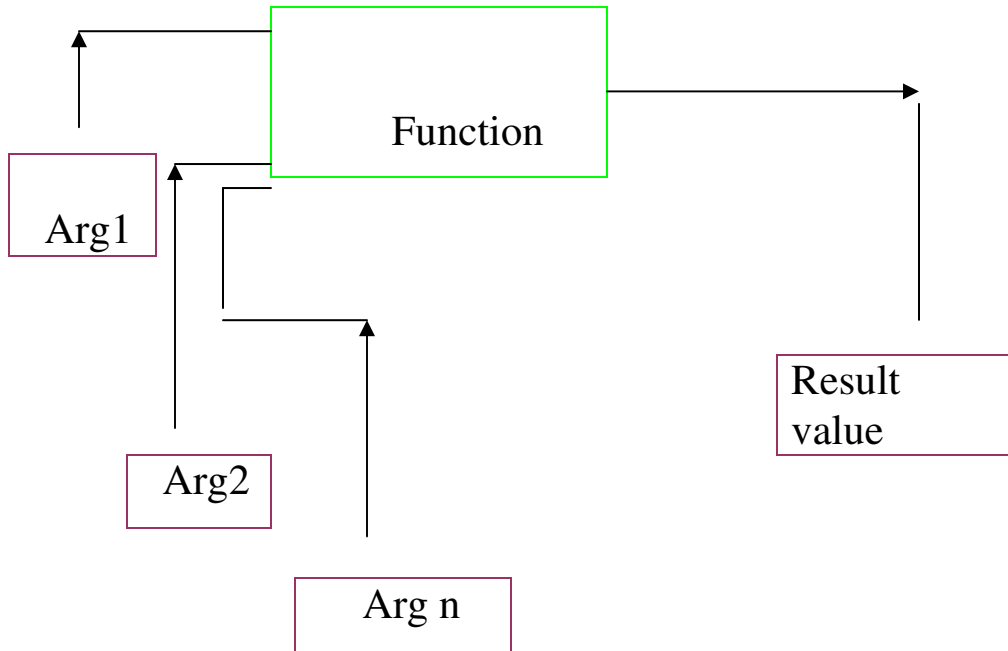 Function
Arg1
Result
value
Arg2
Arg n